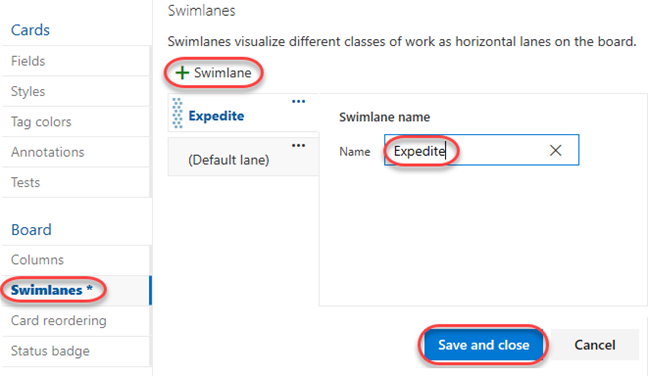 Cards
Fields
Styles
Tag colors
Annotations
Tests
Board
Columns
Swimlanes *
Card reordering
Status badge
Swimlanes
Swimlanes visualize different classes of work as horizontal lanes on the board.
+ Swimlane
Expedite
(Default lane)
Swimlane name
Name Expedite
Save and close Cancel